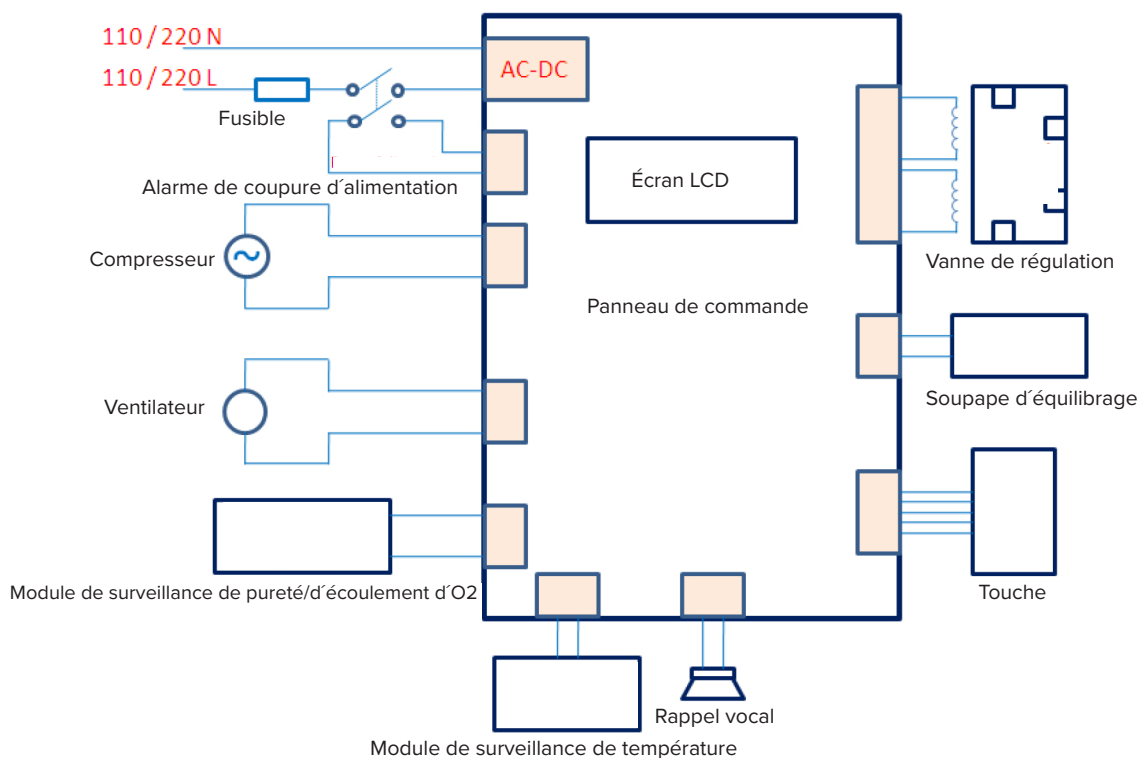 110 / 220 N
110 / 220 L
AC-DC
Fusible
Alarme de coupure d´alimentation
Écran LCD
Compresseur
Vanne de régulation
Panneau de commande
Ventilateur
Soupape d´équilibrage
Module de surveillance de pureté/d´écoulement d´O2
Touche
Rappel vocal
Module de surveillance de température